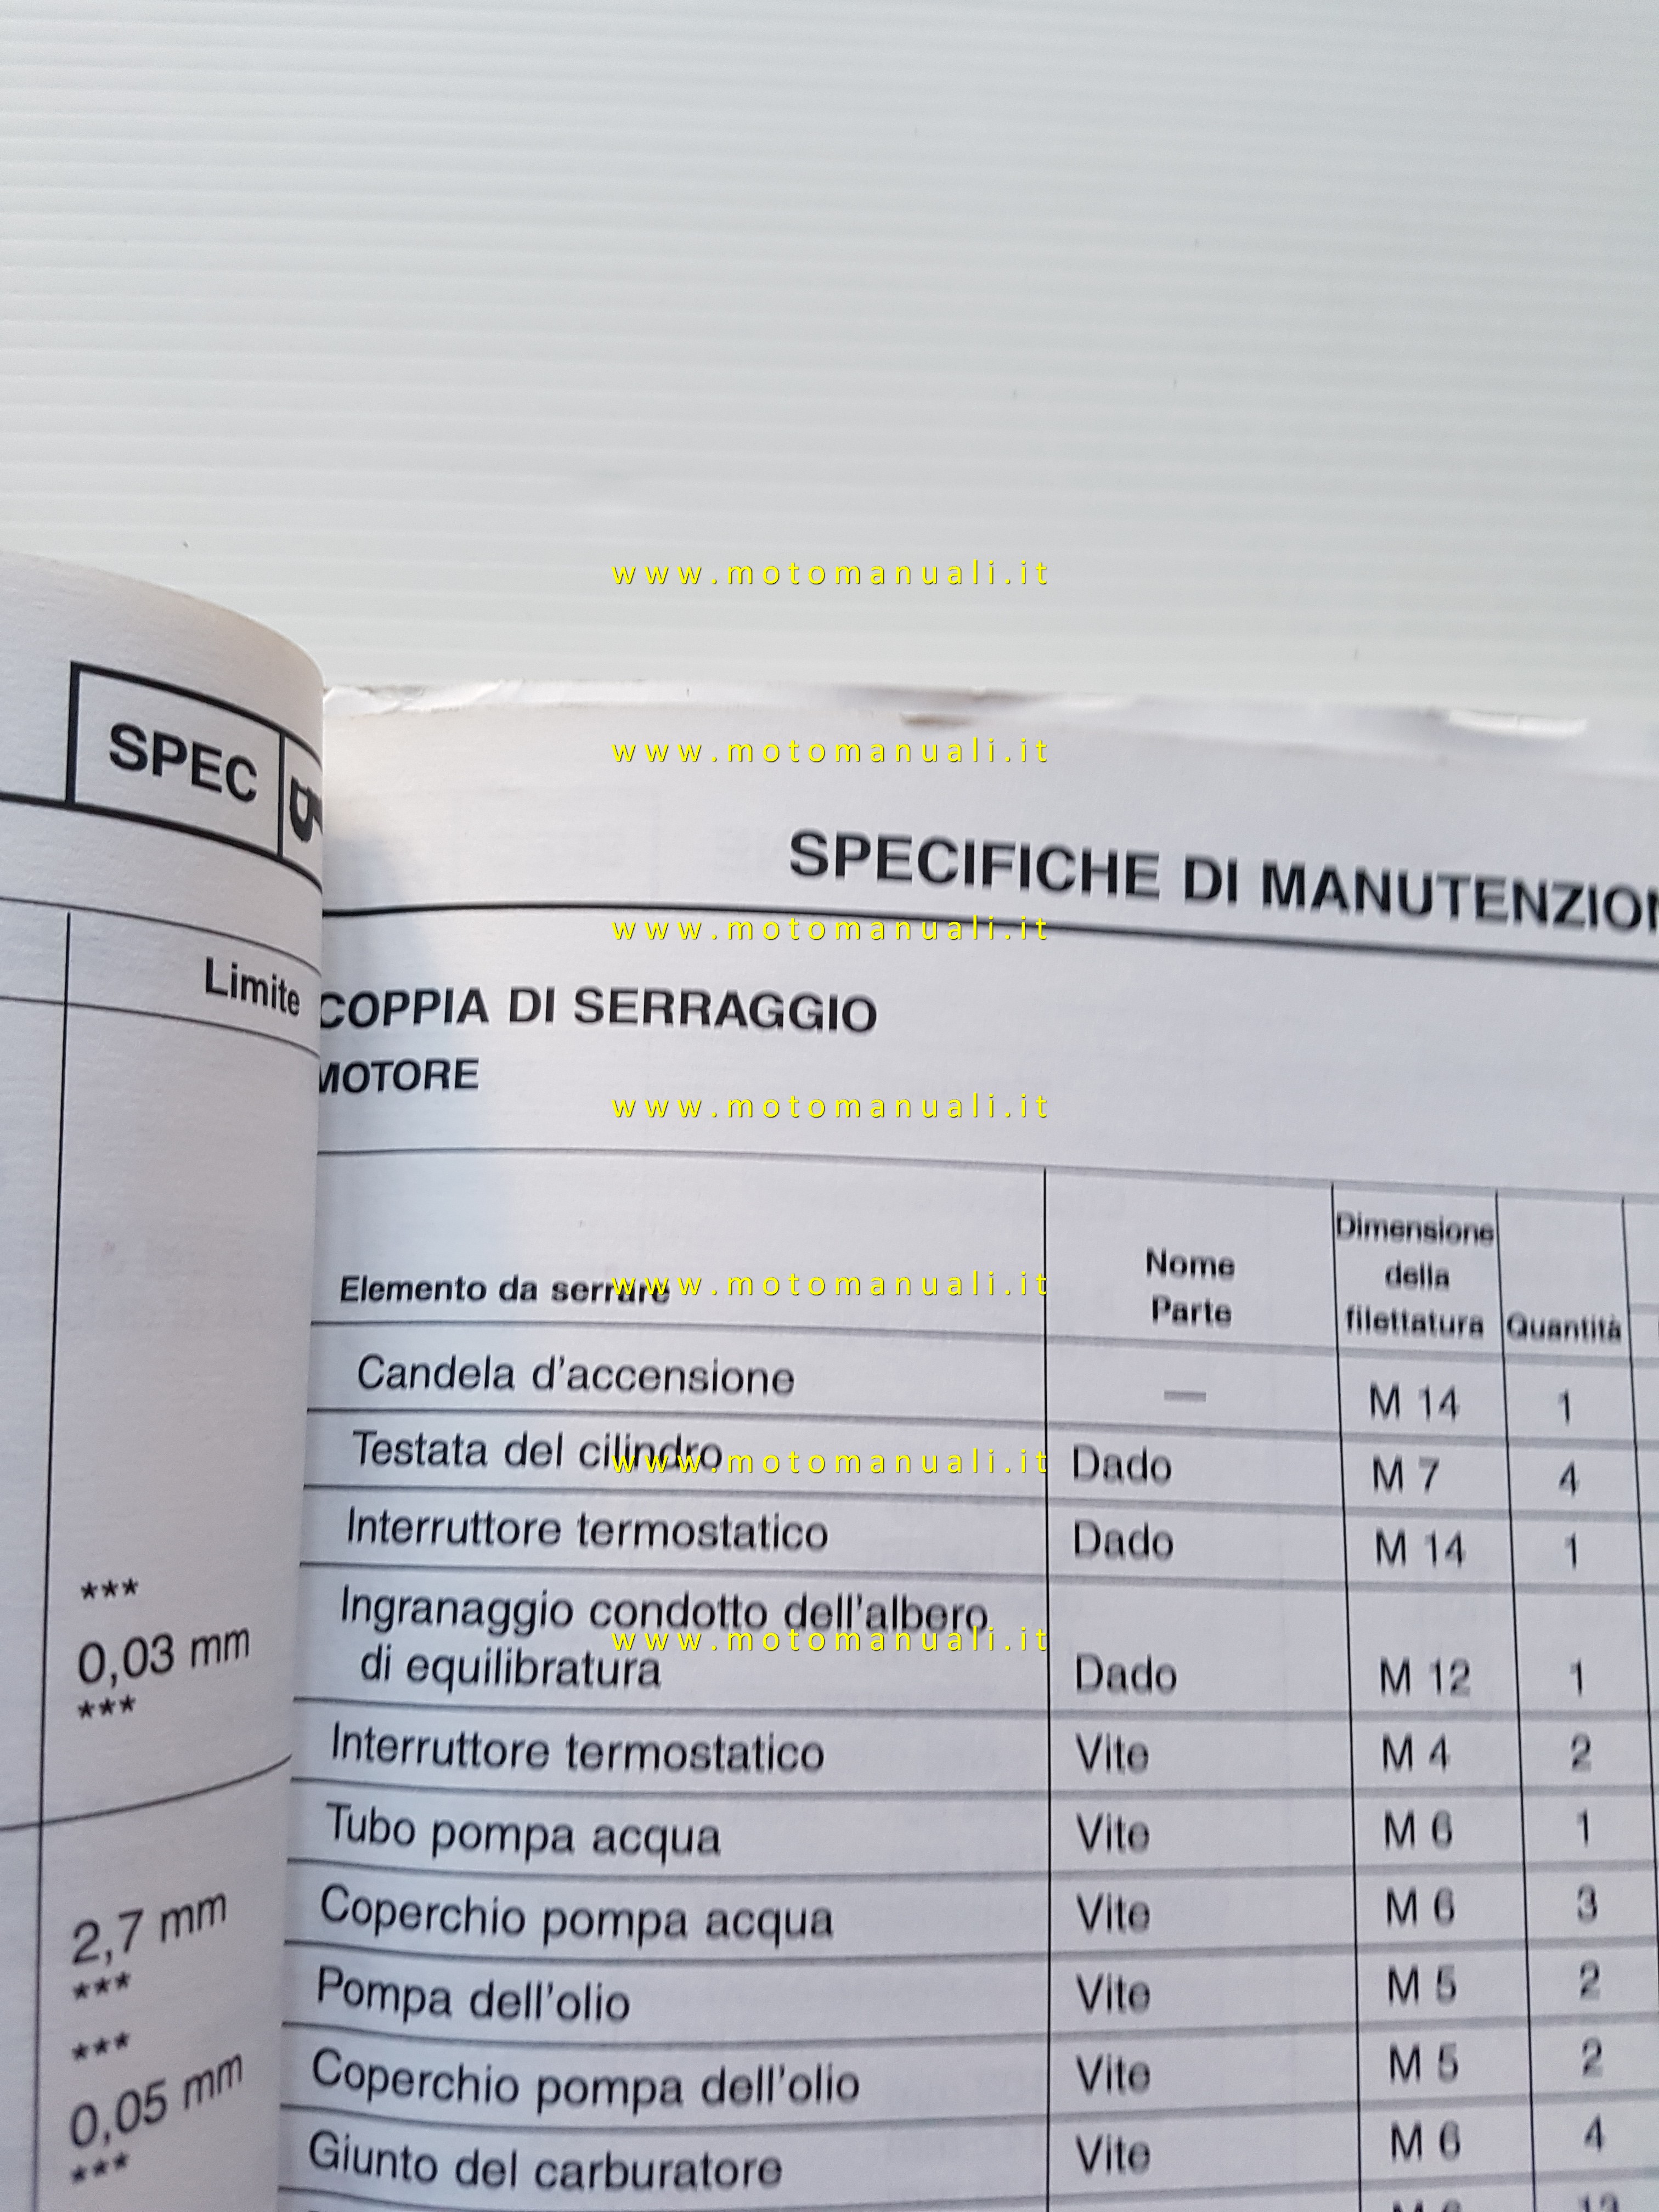 www.motomanuali.it
www.motomanuali.it
www.motomanuali.it
www.motomanuali.it
www.motomanuali.it
www.motomanuali.it
www.motomanuali.it
SPEC
Limite
***
0,03 mm
***
2,7 mm
***
***
0,05 mm
***
SPECIFICHE DI MANUTENZION
COPPIA DI SERRAGGIO
MOTORE
Elemento da serrare Nome Parte Dimensione della filettatura Quantità
Candela d'accensione — M 14 1
Testata del cilindro Dado M 7 4
Interruttore termostatico Dado M 14 1
Ingranaggio condotto dell'albero
di equilibratura Dado M 12 1
Interruttore termostatico Vite M 4 2
Tubo pompa acqua Vite M 6 1
Coperchio pompa acqua Vite M 6 3
Pompa dell'olio Vite M 5 2
Coperchio pompa dell'olio Vite M 5 2
Giunto del carburatore Vite M 6 4